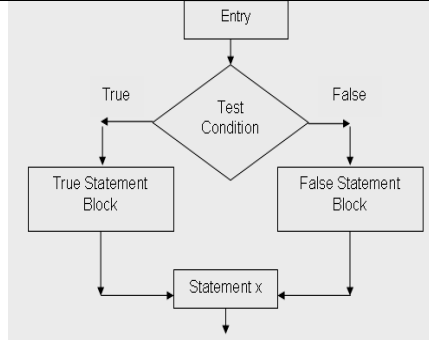 Entry
True
False
Test
Condition
True Statement
Block
False Statement
Block
Statement x